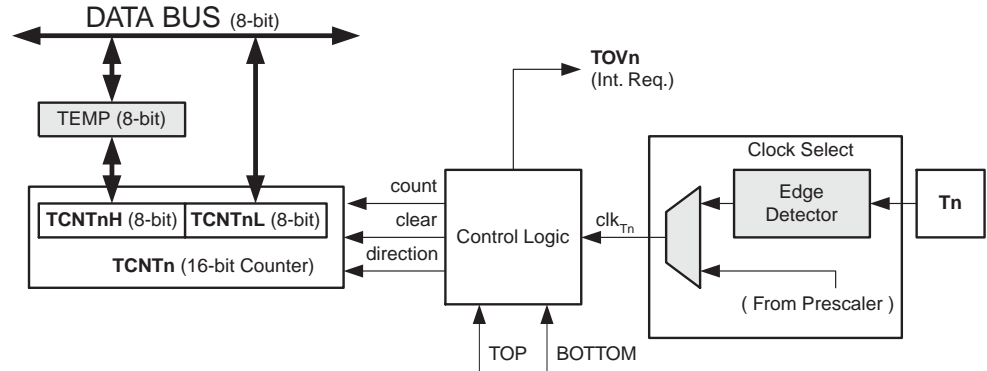 DATA BUS (8-bit)
TOVn
(Int. Req.)
TEMP (8-bit)
Clock Select
count
Edge
Detector
Tn
TCNTnH (8-bit) TCNTnL (8-bit)
clear
Control Logic
clkTn
TCNTn (16-bit Counter)
direction
( From Prescaler )
TOP
BOTTOM